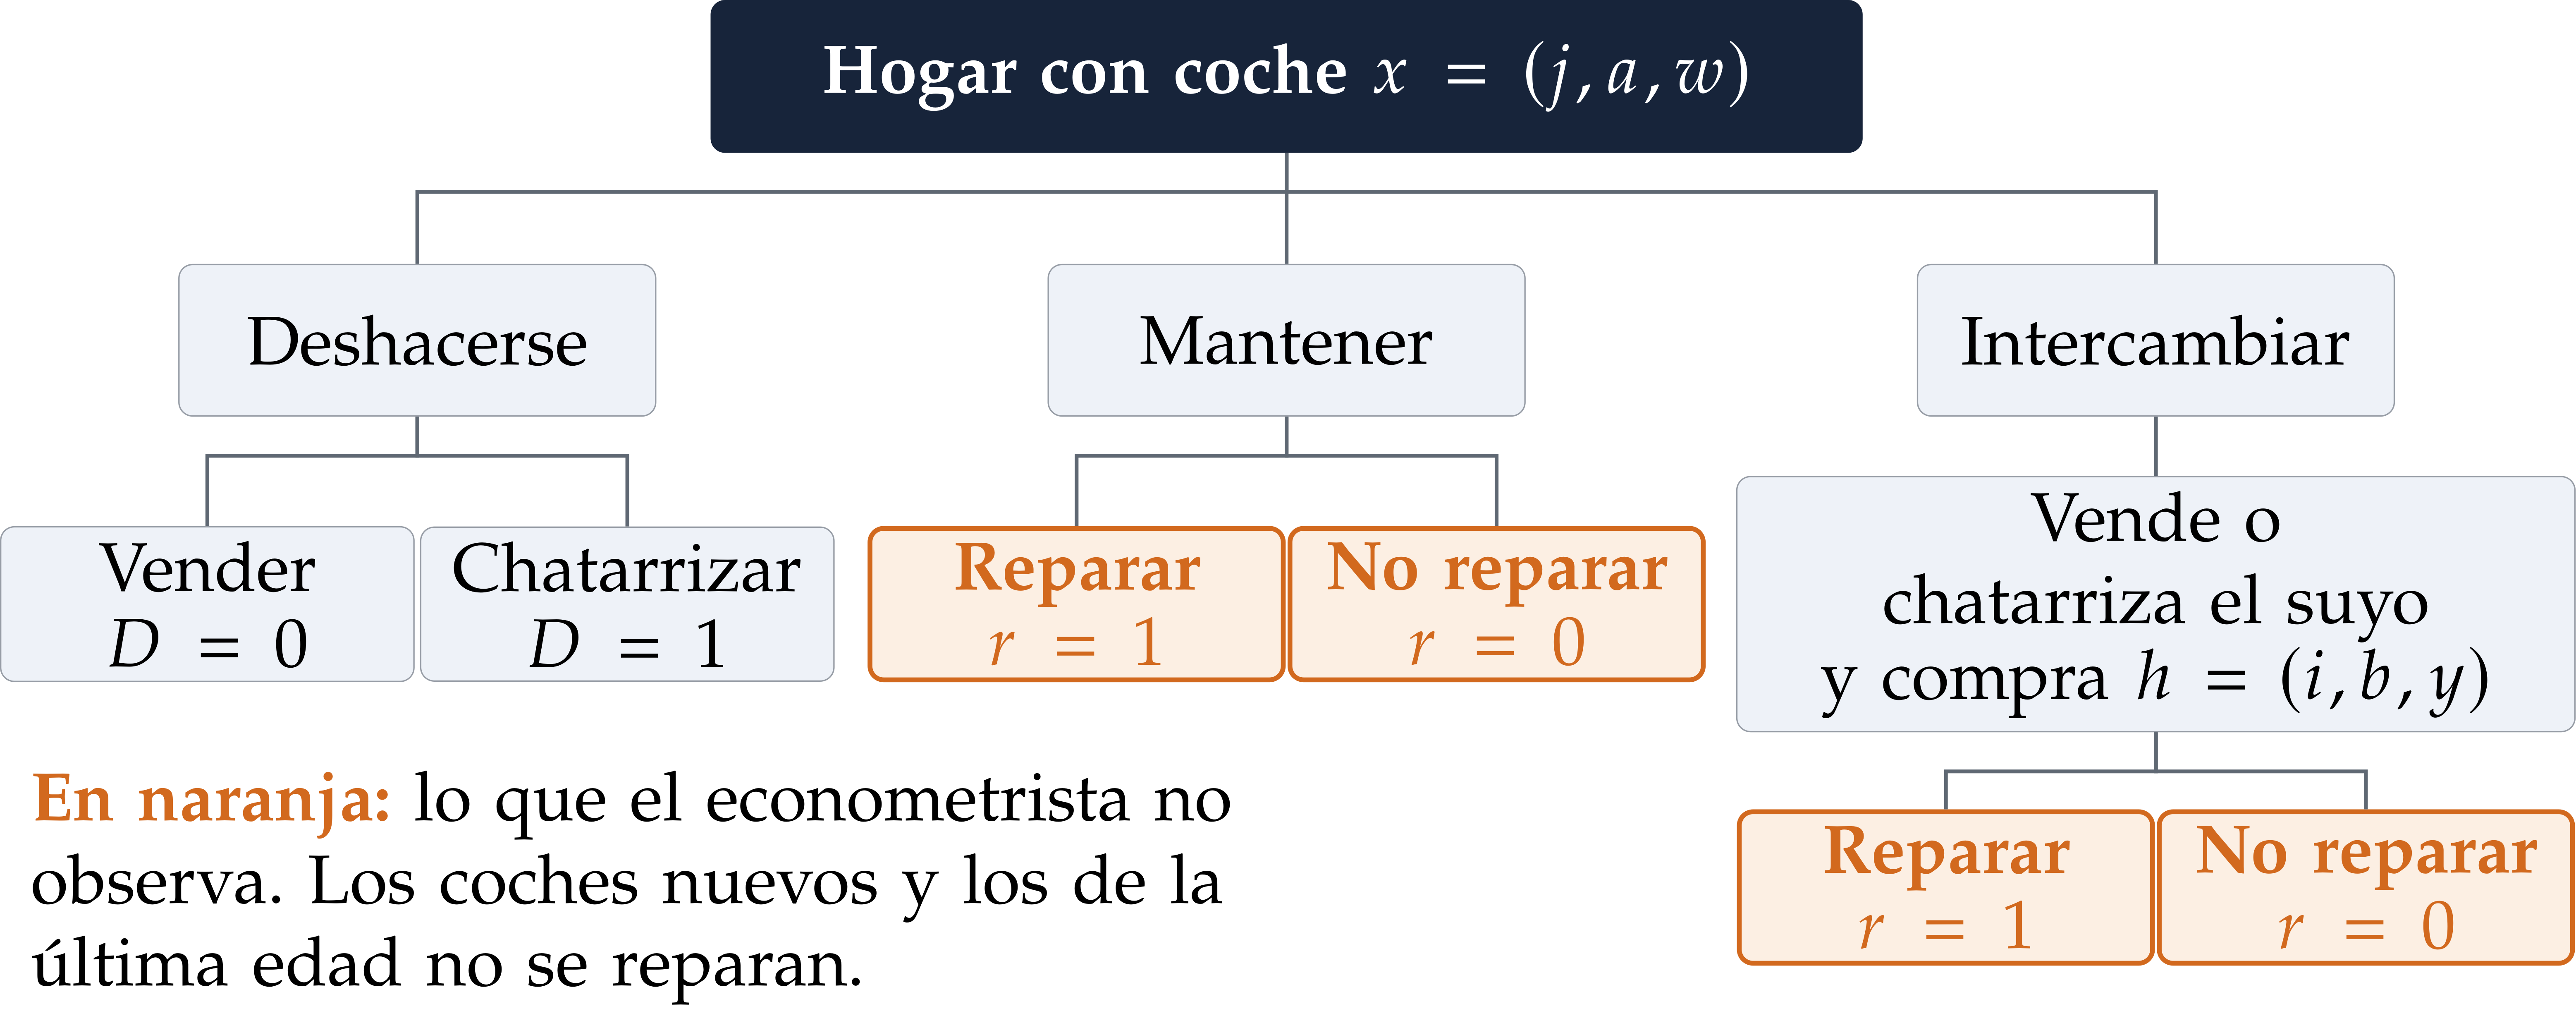 Hogar con coche x = (j, a, w)
Deshacerse
Mantener
Intercambiar
Vender
D = 0
Chatarrizar
D = 1
Reparar
r = 1
No reparar
r = 0
Vende o
chatarriza el suyo
y compra h = (i, b, y)
Reparar
r = 1
No reparar
r = 0
En naranja: lo que el econometrista no
observa. Los coches nuevos y los de la
última edad no se reparan.